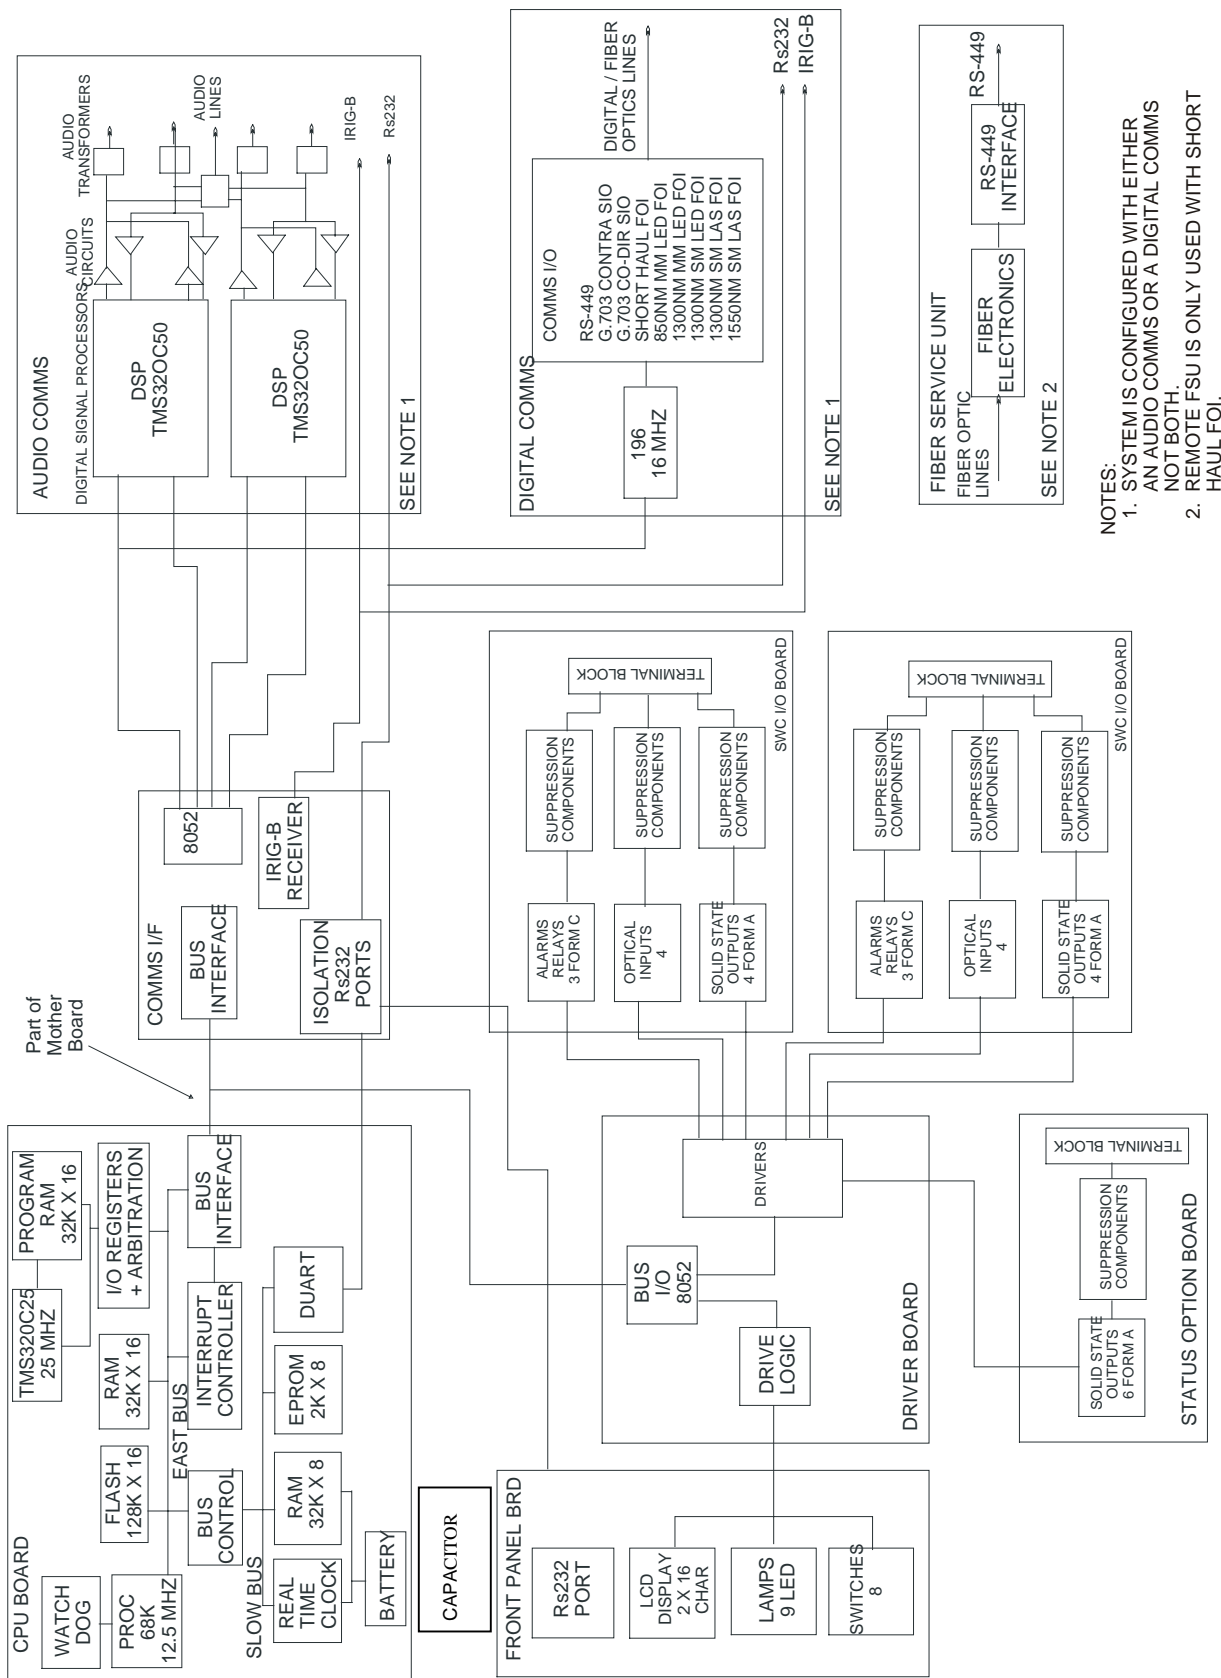 CPU BOARD
WATCH
DOG
PROC
68K
12.5 MHZ
FLASH
128K X 16
RAM
32K X 16
TMS320C25
25 MHZ
PROGRAM
RAM
32K X 16
I/O REGISTERS
+ ARBITRATION
EAST BUS
BUS
CONTROL
INTERRUPT
CONTROLLER
BUS
INTERFACE
SLOW BUS
REAL
TIME
CLOCK
RAM
32K X 8
EPROM
2K X 8
DUART
BATTERY
CAPACITOR
Part of
Mother
Board
COMMS I/F
BUS
INTERFACE
8052
IRIG-B
RECEIVER
ISOLATION
Rs232
PORTS
AUDIO COMMS
DIGITAL SIGNAL PROCESSORS
AUDIO
CIRCUITS
AUDIO
TRANSFORMERS
DSP
TMS32OC50
DSP
TMS32OC50
AUDIO
LINES
IRIG-B
Rs232
SEE NOTE 1
DIGITAL COMMS
196
16 MHZ
COMMS I/O
RS-449
G.703 CONTRA SIO
G.703 CO-DIR SIO
SHORT HAUL FOI
850NM MM LED FOI
1300NM MM LED FOI
1300NM SM LED FOI
1300NM SM LAS FOI
1550NM SM LAS FOI
DIGITAL / FIBER
OPTICS LINES
Rs232
IRIG-B
SEE NOTE 1
FRONT PANEL BRD
Rs232
PORT
LCD
DISPLAY
2 X 16
CHAR
LAMPS
9 LED
SWITCHES
8
DRIVER BOARD
BUS
I/O
8052
DRIVE
LOGIC
DRIVERS
SWC I/O BOARD
ALARMS
RELAYS
3 FORM C
OPTICAL
INPUTS
4
SOLID STATE
OUTPUTS
4 FORM A
SUPPRESSION
COMPONENTS
SUPPRESSION
COMPONENTS
SUPPRESSION
COMPONENTS
TERMINAL BLOCK
SWC I/O BOARD
ALARMS
RELAYS
3 FORM C
OPTICAL
INPUTS
4
SOLID STATE
OUTPUTS
4 FORM A
SUPPRESSION
COMPONENTS
SUPPRESSION
COMPONENTS
SUPPRESSION
COMPONENTS
TERMINAL BLOCK
STATUS OPTION BOARD
SOLID STATE
OUTPUTS
6 FORM A
SUPPRESSION
COMPONENTS
TERMINAL BLOCK
FIBER SERVICE UNIT
FIBER OPTIC
LINES
FIBER
ELECTRONICS
RS-449
INTERFACE
RS-449
SEE NOTE 2
NOTES:
1. SYSTEM IS CONFIGURED WITH EITHER
AN AUDIO COMMS OR A DIGITAL COMMS
NOT BOTH.
2. REMOTE FSU IS ONLY USED WITH SHORT
HAUL FOI.